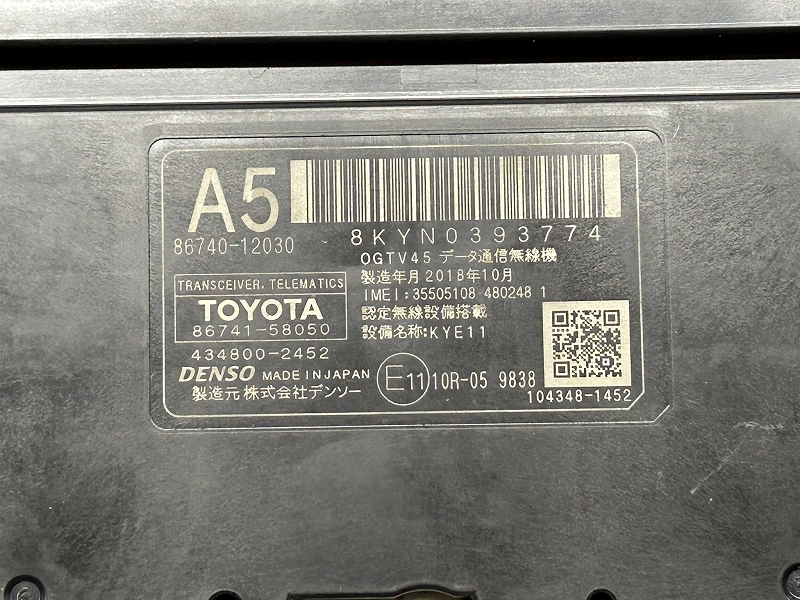 A5
86740-12030
8KYN0393774
0GTV45 データ通信無線機
製造年月 2018年10月
IMEI:35505108 480248 1
認定無線設備搭載
設備名称:KYE11
TRANSCEIVER, TELEMATICS
TOYOTA
86741-58050
434800-2452
DENSO MADE IN JAPAN
製造元 株式会社デンソー
E11 10R-05 9838
104348-1452